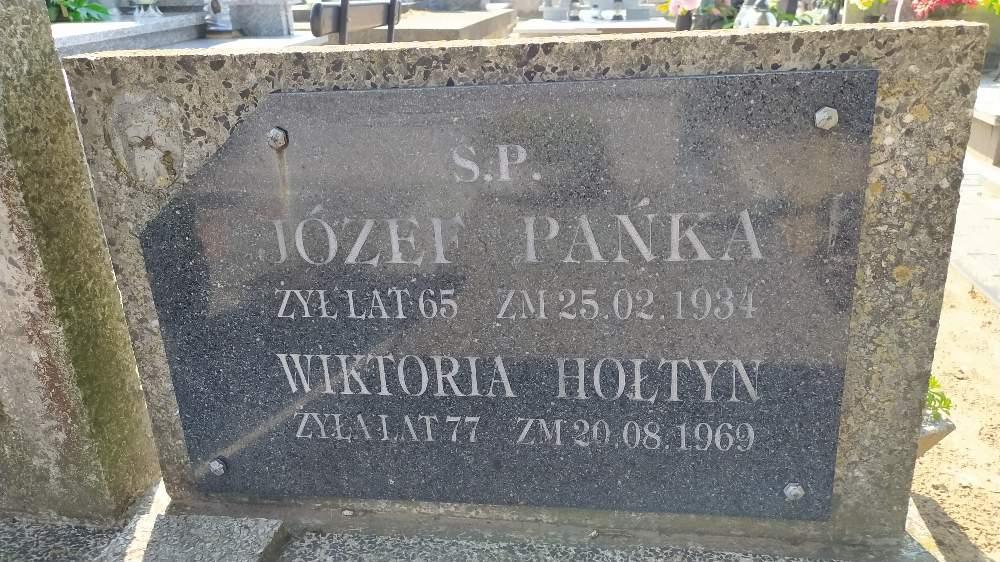 Ś.P.
JÓZEF PAŃKA
ŻYŁ LAT 65 ZM 25.02.1934
WIKTORIA HOŁTYN
ŻYŁA LAT 77 ZM 20.08.1969